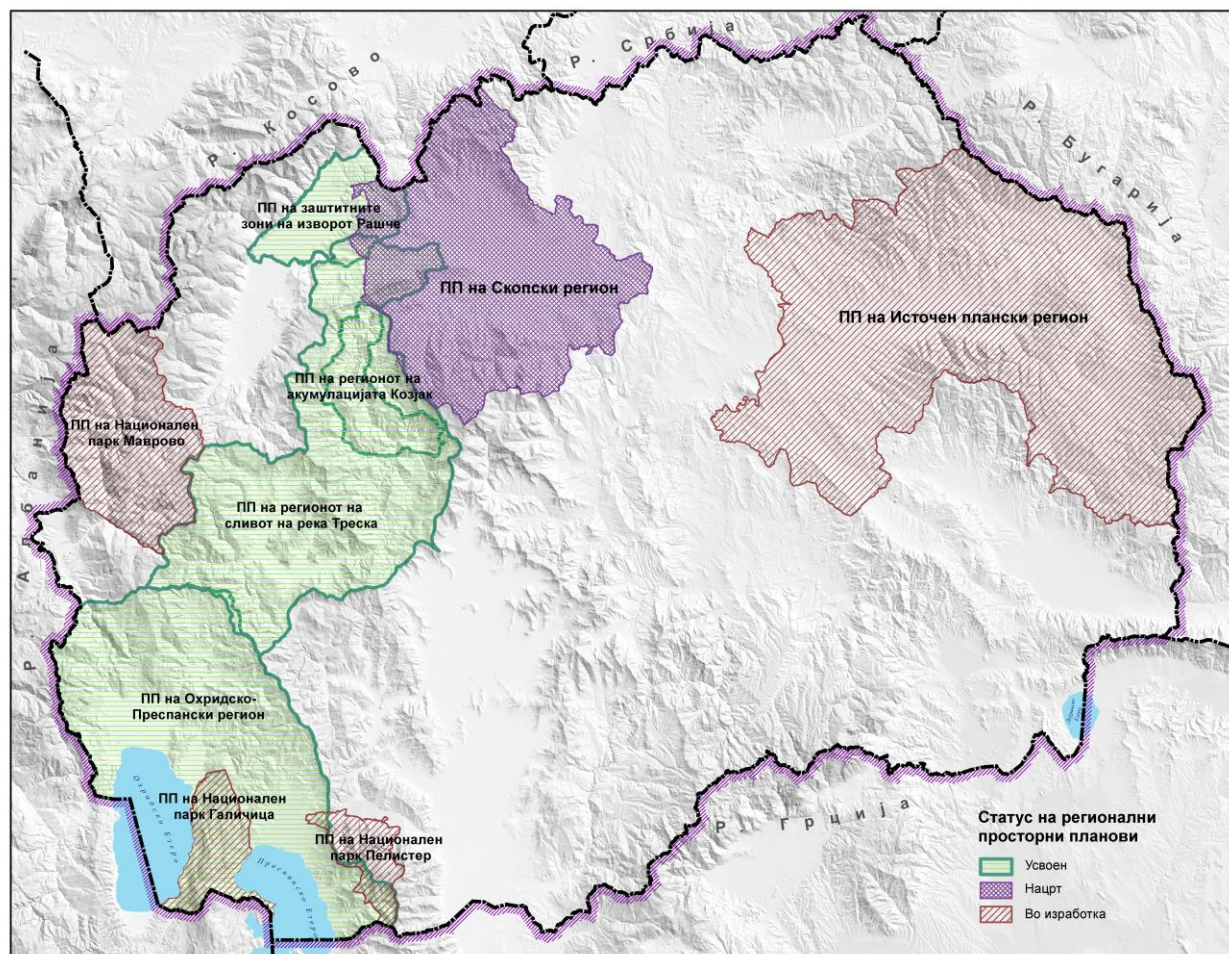 Р. Србија
Р. Косово
Р. Бугарија
ПП на заштитните
зони на изворот Рашче
ПП на Скопски регион
ПП на Источен плански регион
Р. Албанија
ПП на регионот на
акумулацијата Козјак
ПП на Национален
парк Маврово
ПП на регионот на
сливот на река Треска
ПП на Охридско-
Преспански регион
Охридско Езеро
ПП на Национален
парк Галичица
Преспанско Езеро
ПП на Национален
парк Пелистер
Р. Грција
Статус на регионални
просторни планови
Усвоен
Нацрт
Во изработка